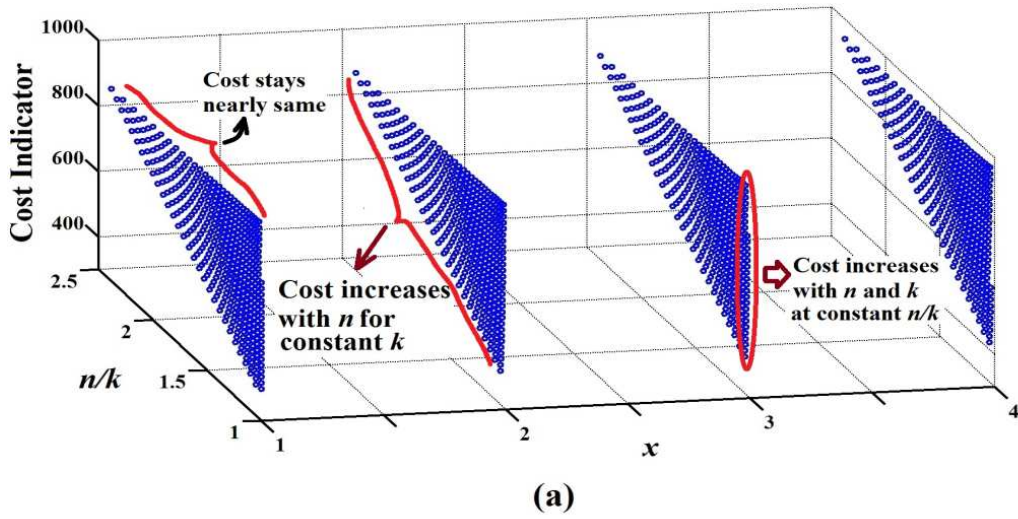 1000
800
600
400
2.5
2
1.5
1
Cost Indicator
n/k
1
2
3
4
x
Cost stays
nearly same
Cost increases
with n for
constant k
Cost increases
with n and k
at constant n/k
(a)